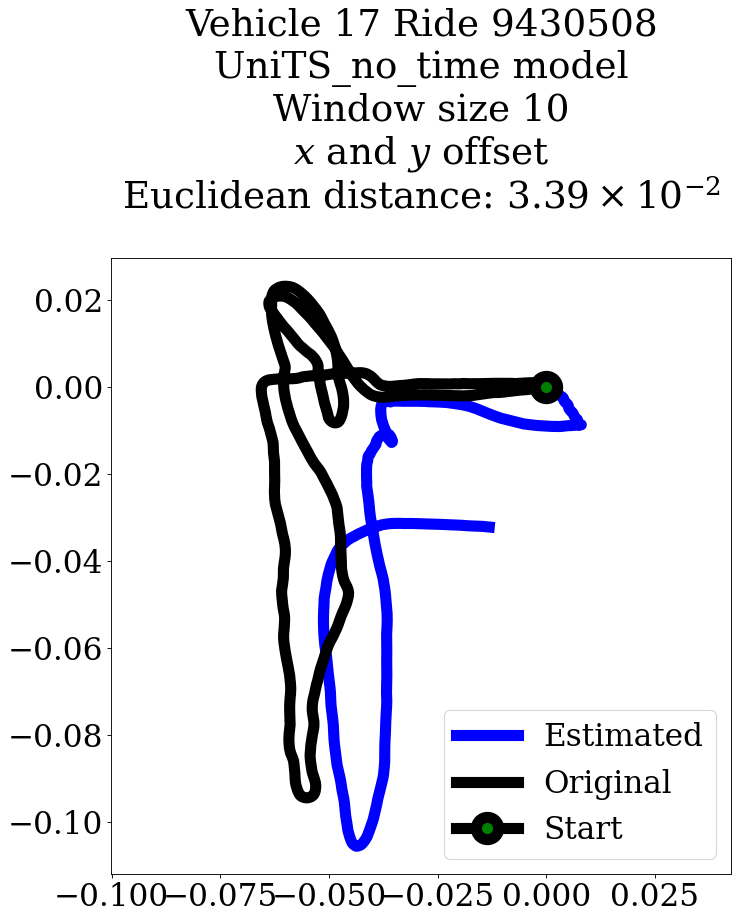 Vehicle 17 Ride 9430508
UniTS_no_time model
Window size 10
x and y offset
Euclidean distance: 3.39 × 10⁻²
0.02
0.00
−0.02
−0.04
−0.06
−0.08
−0.10
Estimated
Original
Start
−0.100 −0.075 −0.050 −0.025 0.000 0.025